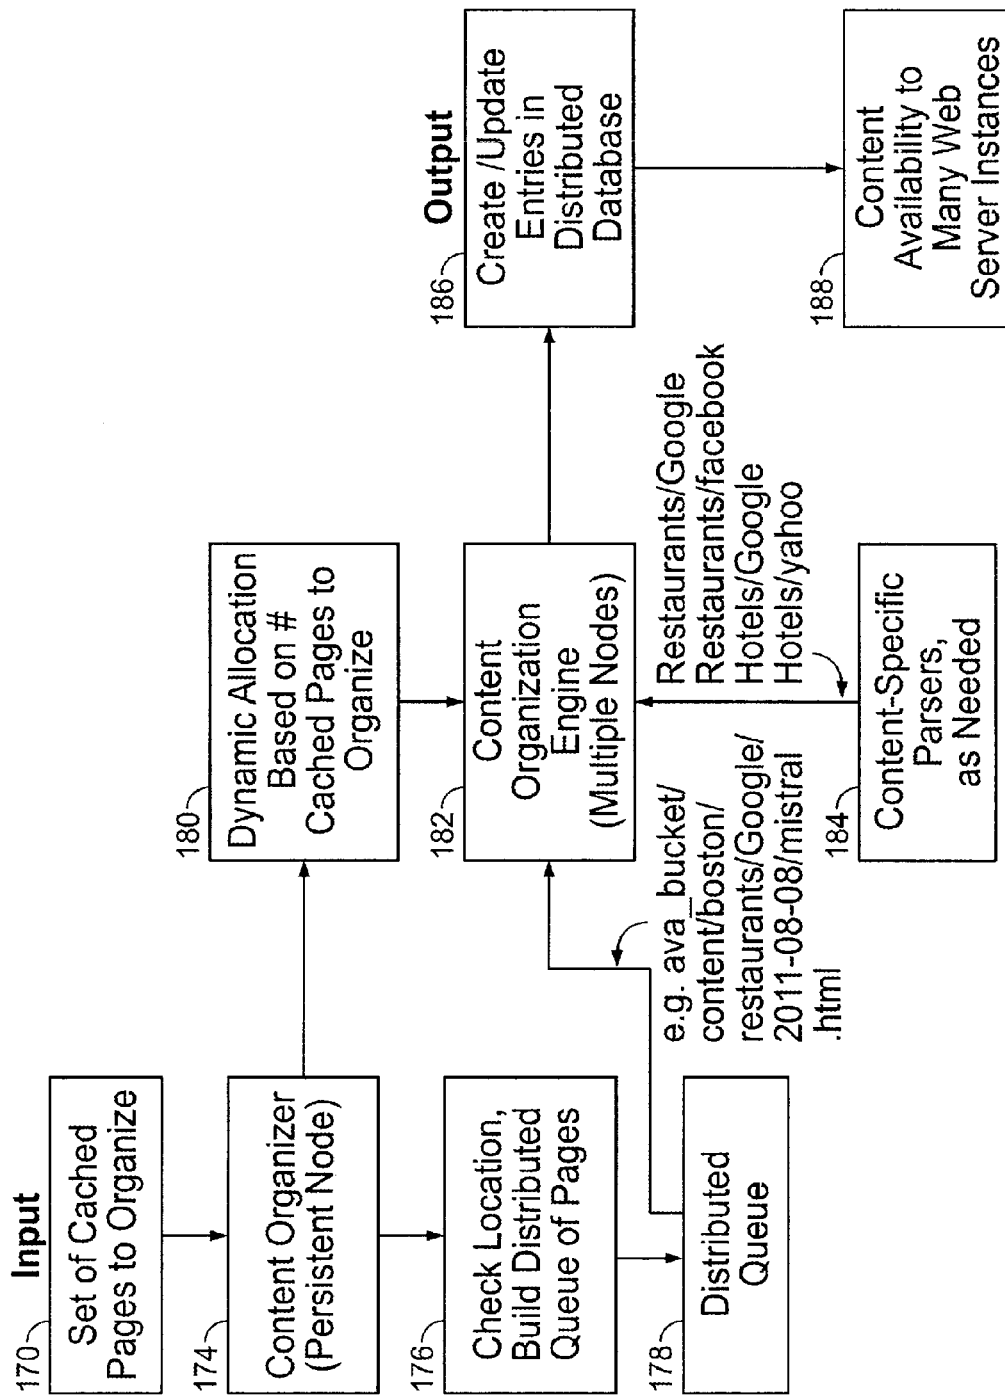 Input
170
Set of Cached
Pages to Organize
174
Content Organizer
(Persistent Node)
176
Check Location,
Build Distributed
Queue of Pages
178
Distributed
Queue
180
Dynamic Allocation
Based on #
Cached Pages to
Organize
182
Content
Organization
Engine
(Multiple Nodes)
e.g. ava_bucket/
content/boston/
restaurants/Google/
2011-08-08/mistral
.html
Restaurants/Google
Restaurants/facebook
Hotels/Google
Hotels/yahoo
184
Content-Specific
Parsers,
as Needed
Output
186
Create /Update
Entries in
Distributed
Database
188
Content
Availability to
Many Web
Server Instances